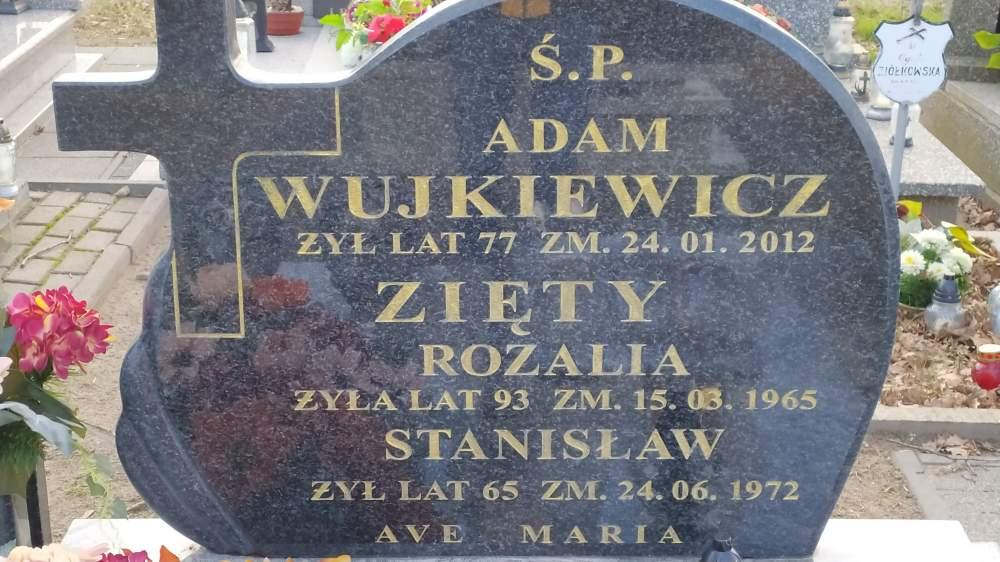 Ś.P.
ADAM
WUJKIEWICZ
ŻYŁ LAT 77 ZM. 24. 01. 2012
ZIĘTY
ROZALIA
ŻYŁA LAT 93 ZM. 15. 03. 1965
STANISŁAW
ŻYŁ LAT 65 ZM. 24. 06. 1972
AVE MARIA
ZIÓŁKOWSKA